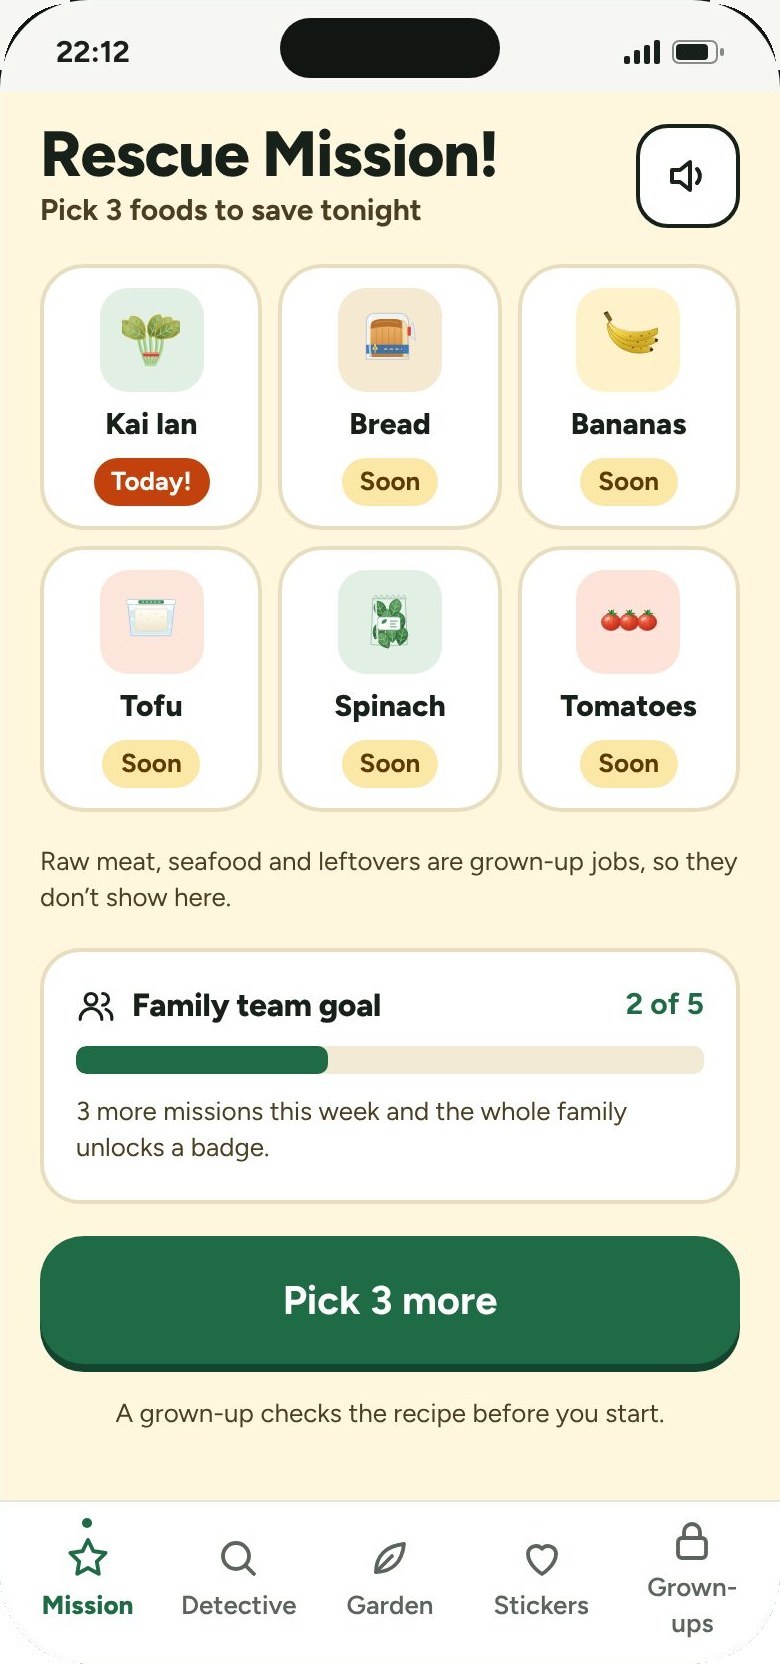 22:12
Rescue Mission!
Pick 3 foods to save tonight
Kai lan
Today!
Bread
Soon
Bananas
Soon
Tofu
Soon
Spinach
Soon
Tomatoes
Soon
Raw meat, seafood and leftovers are grown-up jobs, so they
don’t show here.
Family team goal
2 of 5
3 more missions this week and the whole family
unlocks a badge.
Pick 3 more
A grown-up checks the recipe before you start.
Mission
Detective
Garden
Stickers
Grown-
ups